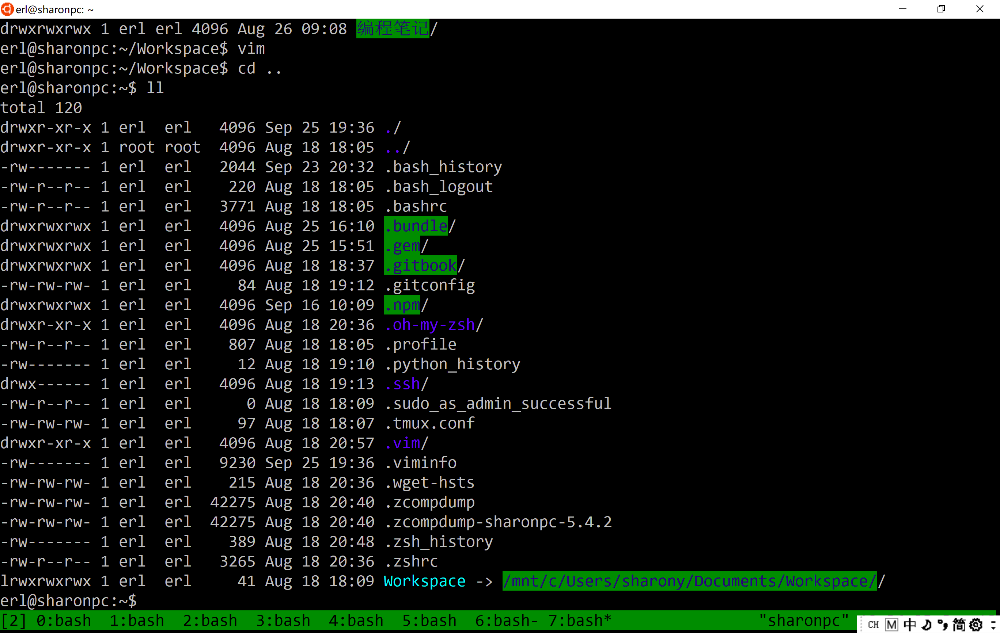 erl@sharonpc: ~
drwxrwxrwx 1 erl erl 4096 Aug 26 09:08 编程笔记/
erl@sharonpc:~/Workspace$ vim
erl@sharonpc:~/Workspace$ cd ..
erl@sharonpc:~$ ll
total 120
drwxr-xr-x 1 erl  erl   4096 Sep 25 19:36 ./
drwxr-xr-x 1 root root  4096 Aug 18 18:05 ../
-rw------- 1 erl  erl   2044 Sep 23 20:32 .bash_history
-rw-r--r-- 1 erl  erl    220 Aug 18 18:05 .bash_logout
-rw-r--r-- 1 erl  erl   3771 Aug 18 18:05 .bashrc
drwxrwxrwx 1 erl  erl   4096 Aug 25 16:10 .bundle/
drwxrwxrwx 1 erl  erl   4096 Aug 25 15:51 .gem/
drwxrwxrwx 1 erl  erl   4096 Aug 18 18:37 .gitbook/
-rw-rw-rw- 1 erl  erl     84 Aug 18 19:12 .gitconfig
drwxrwxrwx 1 erl  erl   4096 Sep 16 10:09 .npm/
drwxr-xr-x 1 erl  erl   4096 Aug 18 20:36 .oh-my-zsh/
-rw-r--r-- 1 erl  erl    807 Aug 18 18:05 .profile
-rw------- 1 erl  erl     12 Aug 18 19:10 .python_history
drwx------ 1 erl  erl   4096 Aug 18 19:13 .ssh/
-rw-r--r-- 1 erl  erl      0 Aug 18 18:09 .sudo_as_admin_successful
-rw-rw-rw- 1 erl  erl     97 Aug 18 18:07 .tmux.conf
drwxr-xr-x 1 erl  erl   4096 Aug 18 20:57 .vim/
-rw------- 1 erl  erl   9230 Sep 25 19:36 .viminfo
-rw-rw-rw- 1 erl  erl    215 Aug 18 20:36 .wget-hsts
-rw-rw-rw- 1 erl  erl  42275 Aug 18 20:40 .zcompdump
-rw-rw-rw- 1 erl  erl  42275 Aug 18 20:40 .zcompdump-sharonpc-5.4.2
-rw------- 1 erl  erl    389 Aug 18 20:48 .zsh_history
-rw-r--r-- 1 erl  erl   3265 Aug 18 20:36 .zshrc
lrwxrwxrwx 1 erl  erl     41 Aug 18 18:09 Workspace -> /mnt/c/Users/sharony/Documents/Workspace//
erl@sharonpc:~$
[2] 0:bash  1:bash  2:bash  3:bash  4:bash  5:bash  6:bash- 7:bash* "sharonpc" CH M 中 简